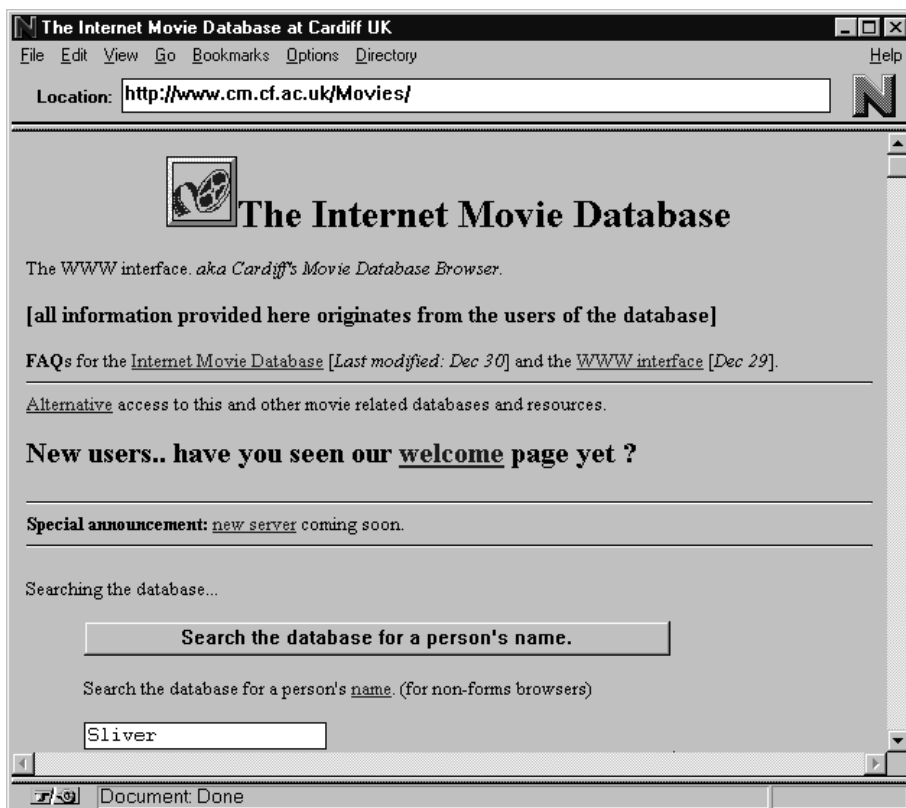 N The Internet Movie Database at Cardiff UK
File Edit View Go Bookmarks Options Directory Help
Location: http://www.cm.cf.ac.uk/Movies/ N
The Internet Movie Database
The WWW interface. aka Cardiff's Movie Database Browser.
[all information provided here originates from the users of the database]
FAQs for the Internet Movie Database [Last modified: Dec 30] and the WWW interface [Dec 29].
Alternative access to this and other movie related databases and resources.
New users.. have you seen our welcome page yet ?
Special announcement: new server coming soon.
Searching the database...
Search the database for a person's name.
Search the database for a person's name. (for non-forms browsers)
Sliver
Document: Done